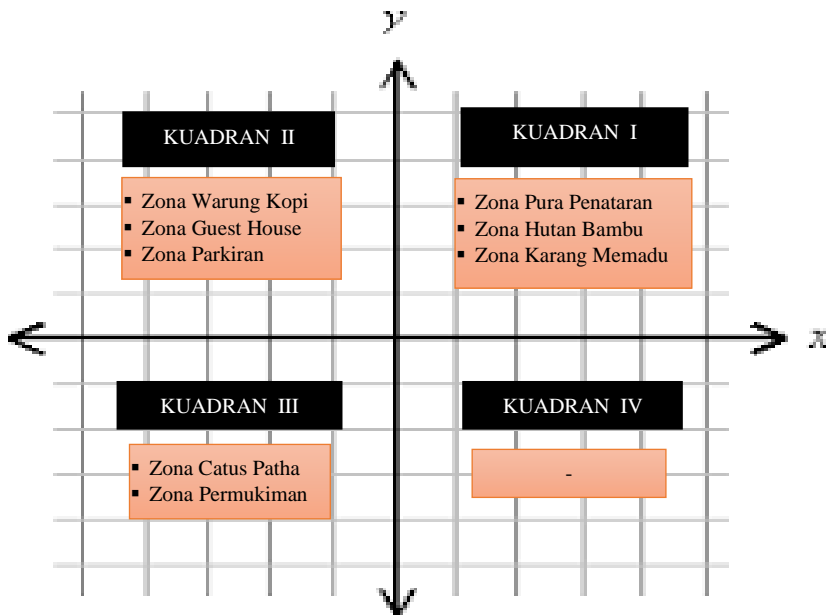 y
KUADRAN II
KUADRAN I
▪ Zona Warung Kopi
▪ Zona Guest House
▪ Zona Parkiran
▪ Zona Pura Penataran
▪ Zona Hutan Bambu
▪ Zona Karang Memadu
x
KUADRAN III
KUADRAN IV
▪ Zona Catus Patha
▪ Zona Permukiman
-